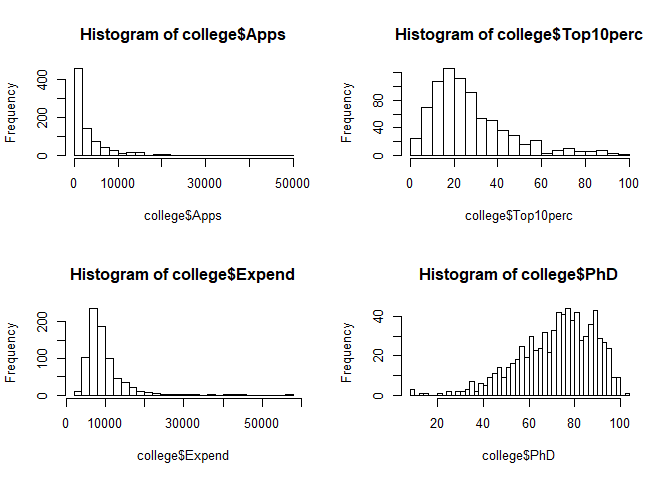 Histogram of college$Apps
Frequency
0 200 400
0 10000 30000 50000
college$Apps
Histogram of college$Top10perc
Frequency
0 40 80
0 20 40 60 80 100
college$Top10perc
Histogram of college$Expend
Frequency
0 100 200
0 10000 30000 50000
college$Expend
Histogram of college$PhD
Frequency
0 20 40
20 40 60 80 100
college$PhD